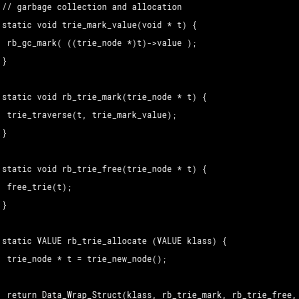 // garbage collection and allocation
static void trie_mark_value(void * t) {
rb_gc_mark( ((trie_node *)t)->value );
}
static void rb_trie_mark(trie_node * t) {
trie_traverse(t, trie_mark_value);
}
static void rb_trie_free(trie_node * t) {
free_trie(t);
}
static VALUE rb_trie_allocate (VALUE klass) {
trie_node * t = trie_new_node();
return Data_Wrap_Struct(klass, rb_trie_mark, rb_trie_free,